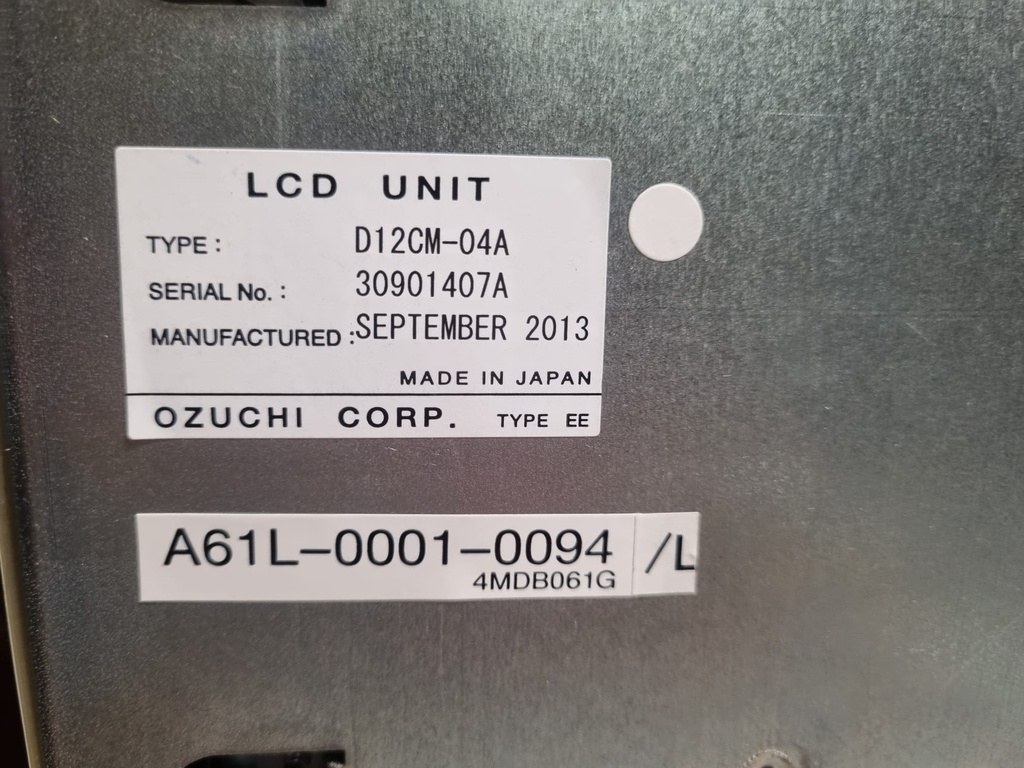 LCD UNIT
TYPE: D12CM-04A
SERIAL No.: 30901407A
MANUFACTURED: SEPTEMBER 2013
MADE IN JAPAN
OZUCHI CORP. TYPE EE
A61L-0001-0094 /L
4MDB061G